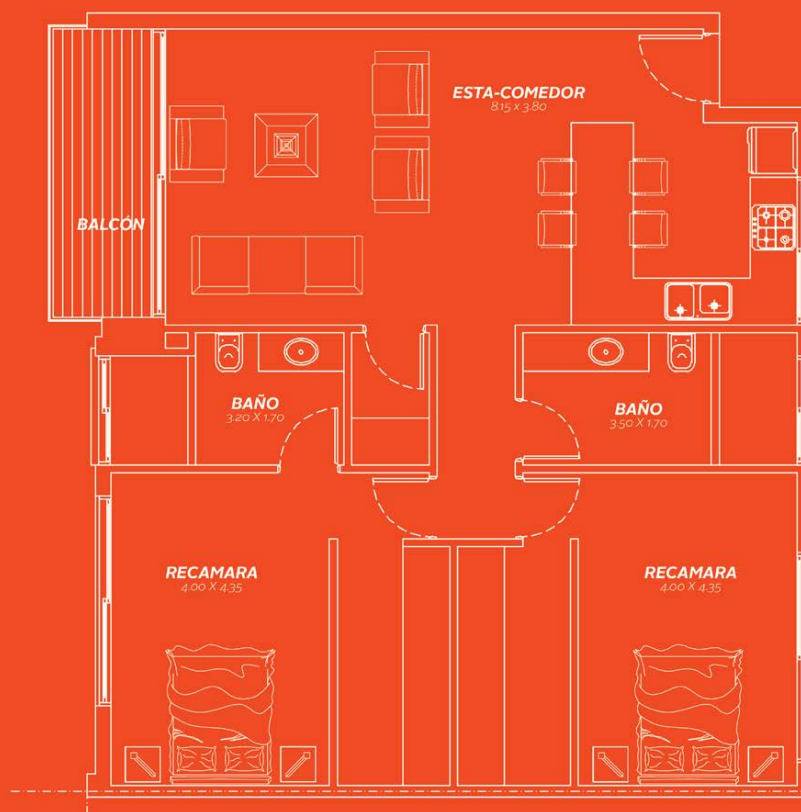 ESTA-COMEDOR
8.15 x 3.80
BALCÓN
BAÑO
3.20 X 1.70
BAÑO
3.50 X 1.70
RECAMARA
4.00 X 4.35
RECAMARA
4.00 X 4.35